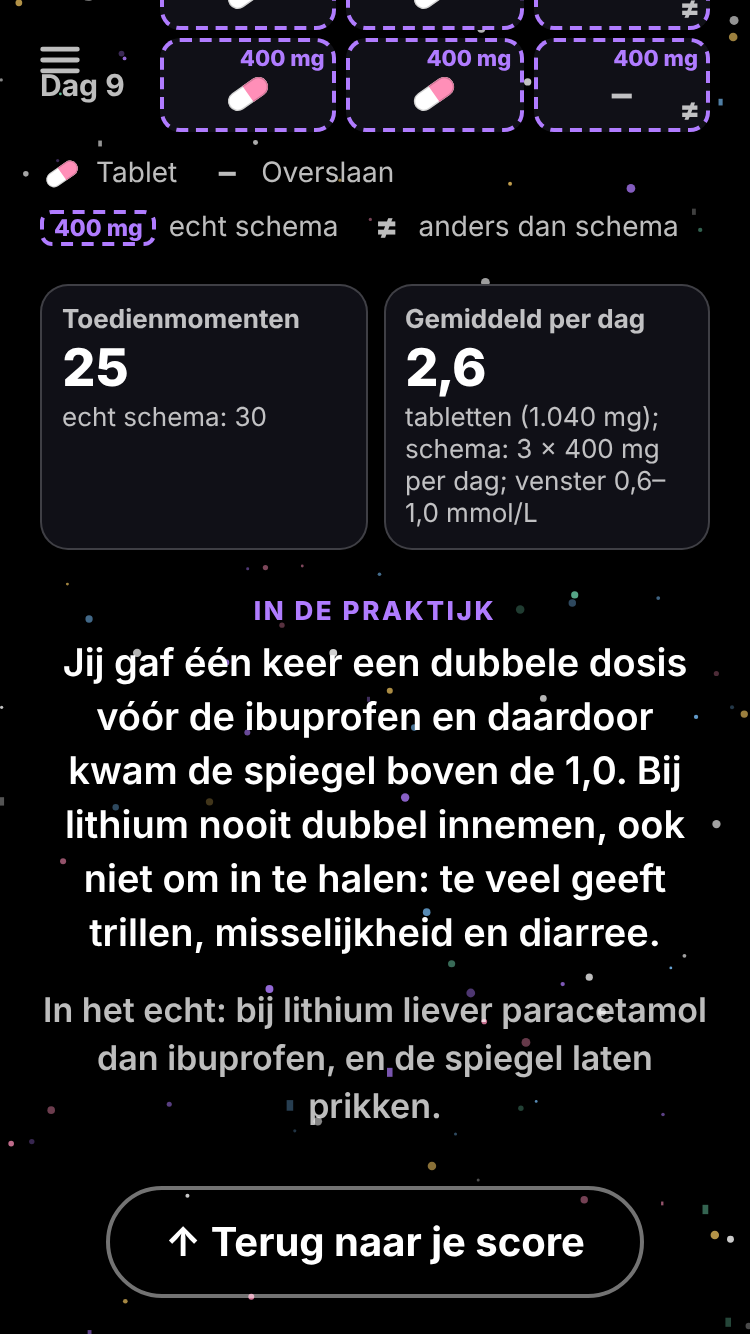 ≠
400 mg 400 mg 400 mg
Dag 9 – ≠
Tablet – Overslaan
400 mg echt schema ≠ anders dan schema
Toedienmomenten
25
echt schema: 30
Gemiddeld per dag
2,6
tabletten (1.040 mg);
schema: 3 × 400 mg
per dag; venster 0,6–
1,0 mmol/L
IN DE PRAKTIJK
Jij gaf één keer een dubbele dosis
vóór de ibuprofen en daardoor
kwam de spiegel boven de 1,0. Bij
lithium nooit dubbel innemen, ook
niet om in te halen: te veel geeft
trillen, misselijkheid en diarree.
In het echt: bij lithium liever paracetamol
dan ibuprofen, en de spiegel laten
prikken.
↑ Terug naar je score